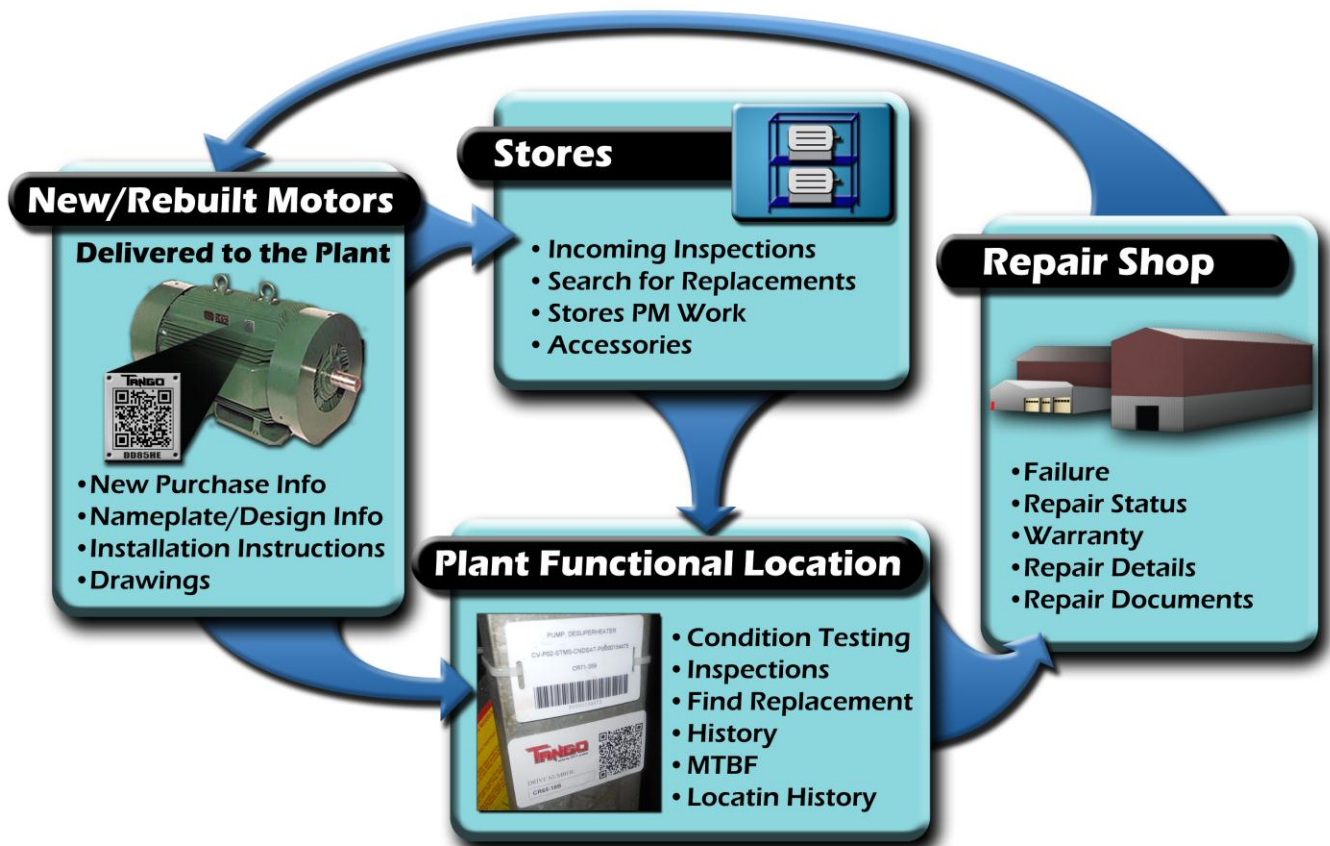 New/Rebuilt Motors
Delivered to the Plant
TANGO
DD85HE
• New Purchase Info
• Nameplate/Design Info
• Installation Instructions
• Drawings
Stores
• Incoming Inspections
• Search for Replacements
• Stores PM Work
• Accessories
Plant Functional Location
PUMP, DESUPERHEATER
TANGO
DRIVE NUMBER
• Condition Testing
• Inspections
• Find Replacement
• History
• MTBF
• Locatin History
Repair Shop
• Failure
• Repair Status
• Warranty
• Repair Details
• Repair Documents